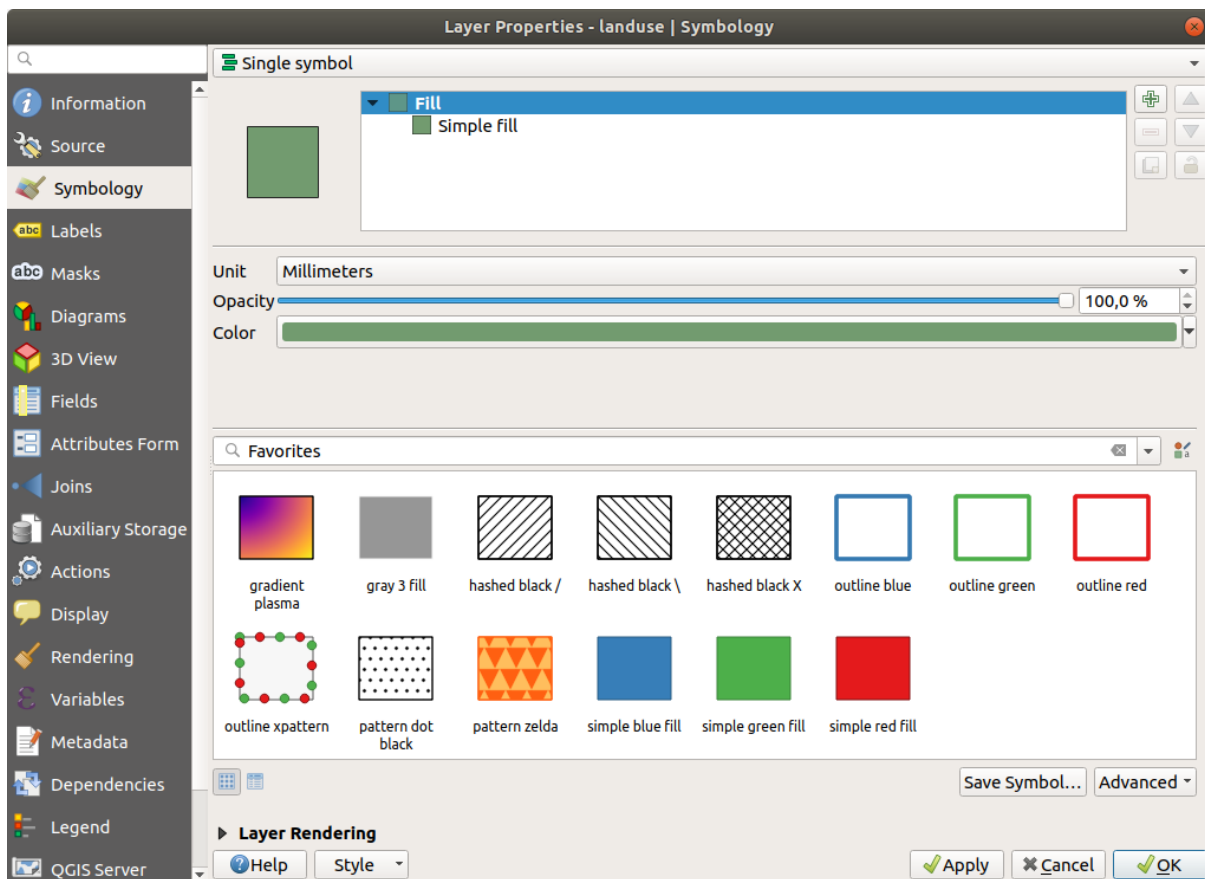 Layer Properties - landuse | Symbology
Information
Source
Symbology
abc Labels
abc Masks
Diagrams
3D View
Fields
Attributes Form
Joins
Auxiliary Storage
Actions
Display
Rendering
Variables
Metadata
Dependencies
Legend
QGIS Server
Single symbol
Fill
Simple fill
Unit Millimeters
Opacity 100,0 %
Color
Favorites
gradient plasma
gray 3 fill
hashed black /
hashed black \
hashed black X
outline blue
outline green
outline red
outline xpattern
pattern dot black
pattern zelda
simple blue fill
simple green fill
simple red fill
Save Symbol... Advanced
Layer Rendering
Help Style Apply Cancel OK